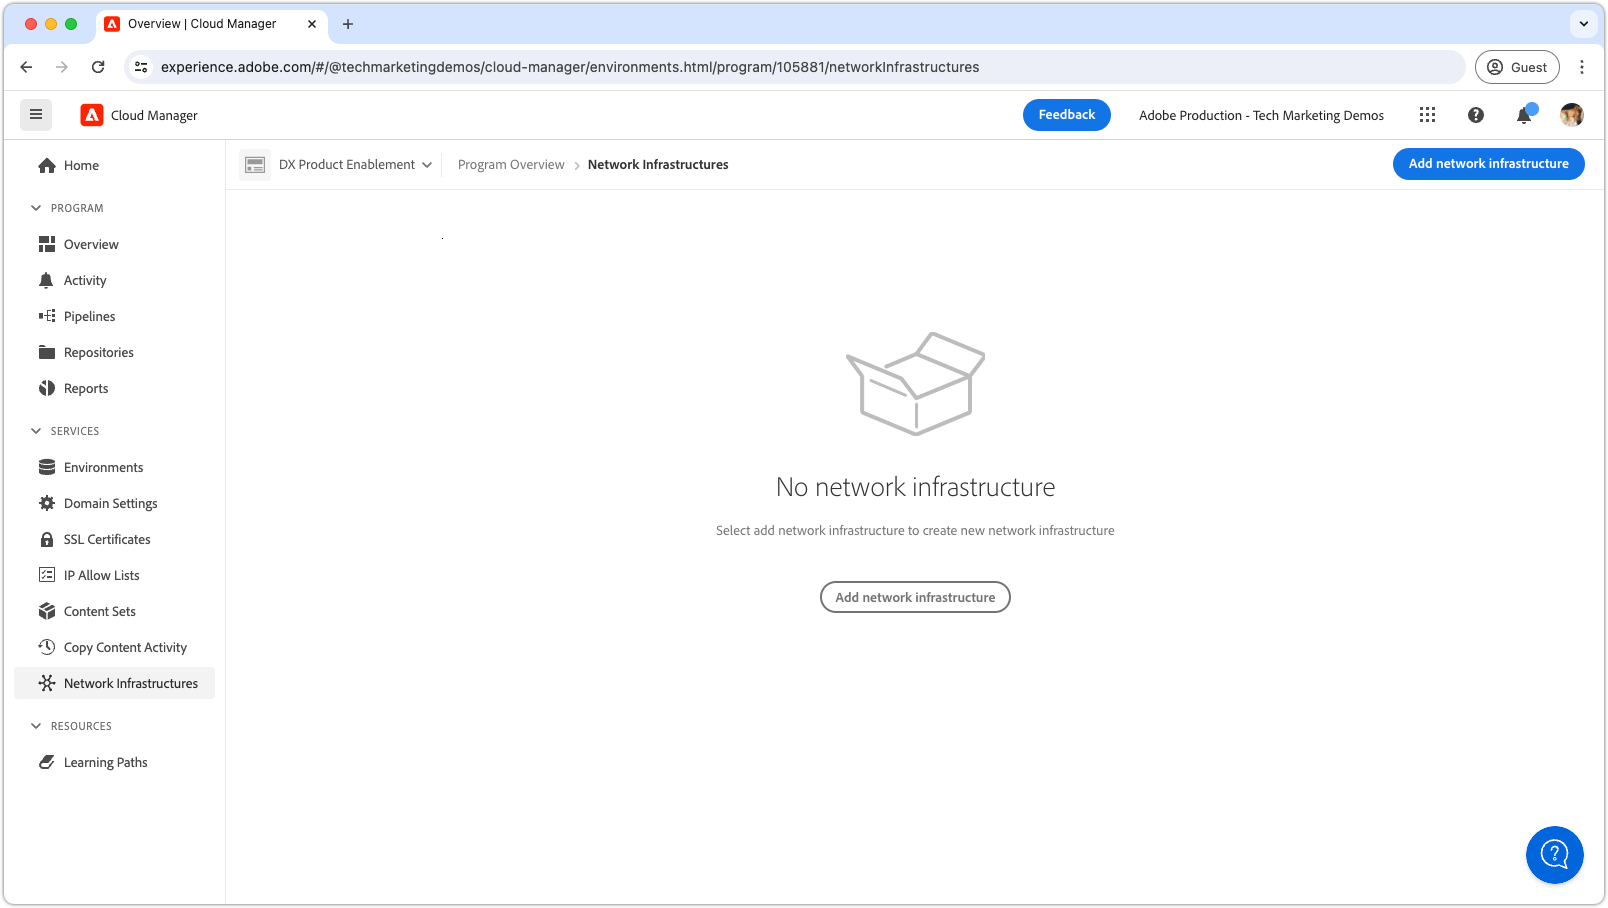 Overview | Cloud Manager
experience.adobe.com/#/@techmarketingdemos/cloud-manager/environments.html/program/105881/networkInfrastructures
Guest
Cloud Manager
Feedback
Adobe Production - Tech Marketing Demos
Home
PROGRAM
Overview
Activity
Pipelines
Repositories
Reports
SERVICES
Environments
Domain Settings
SSL Certificates
IP Allow Lists
Content Sets
Copy Content Activity
Network Infrastructures
RESOURCES
Learning Paths
DX Product Enablement
Program Overview > Network Infrastructures
Add network infrastructure
No network infrastructure
Select add network infrastructure to create new network infrastructure
Add network infrastructure